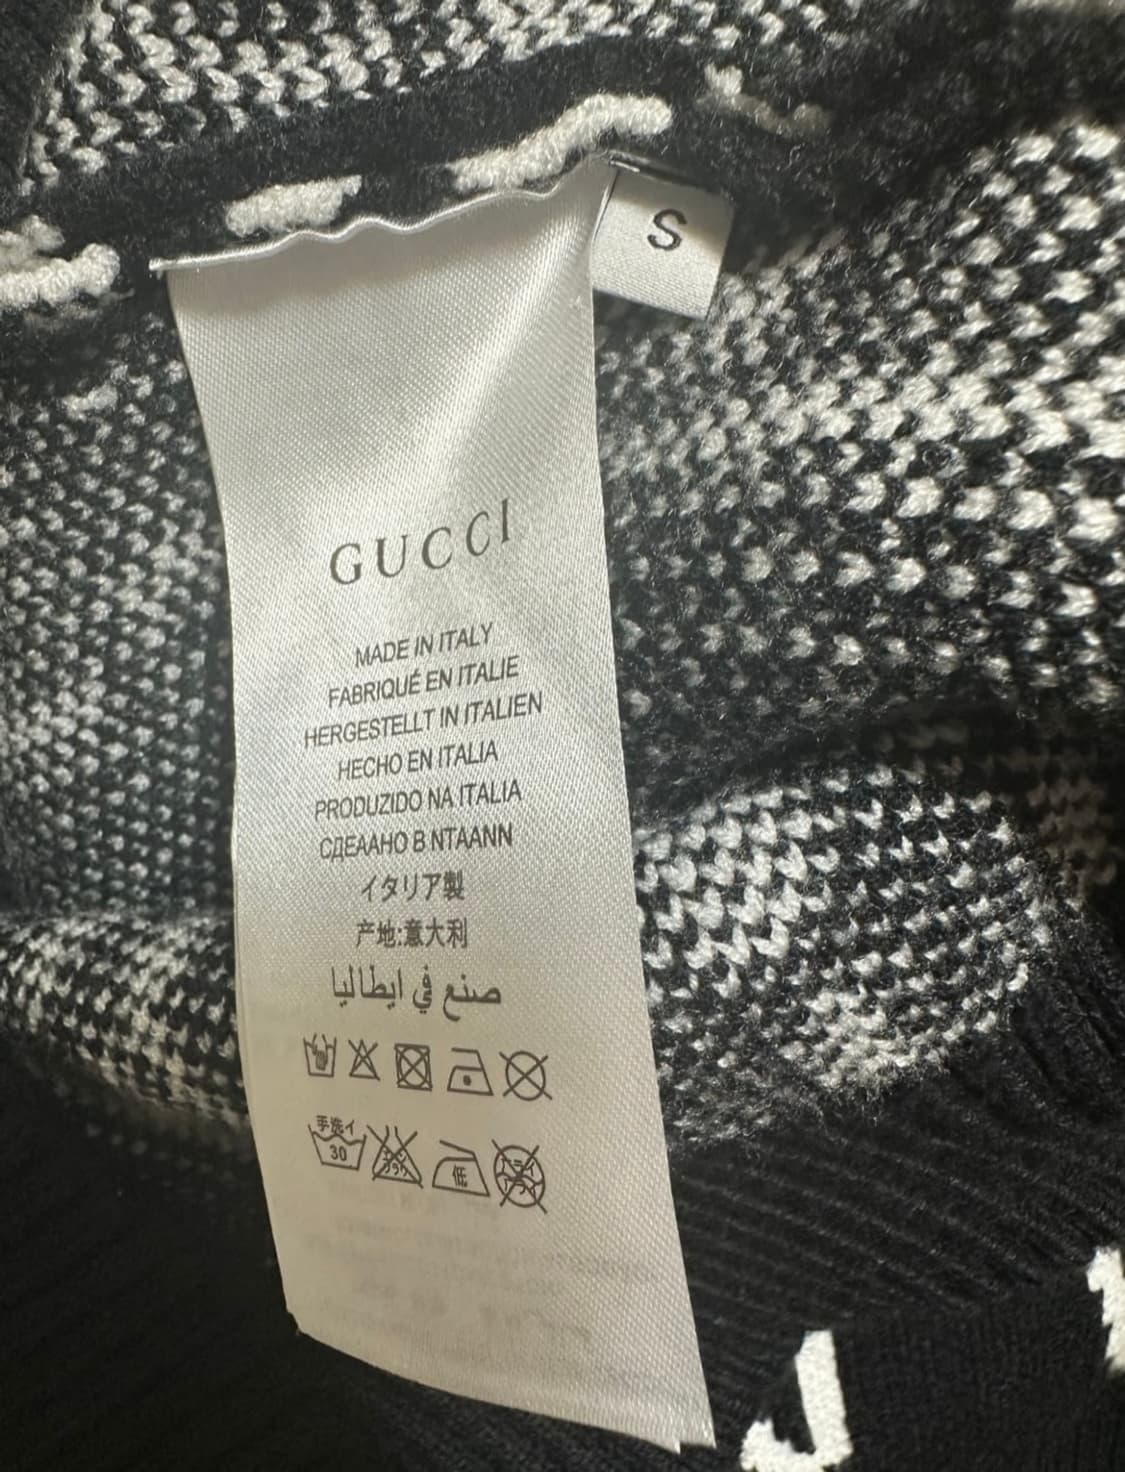 S
GUCCI
MADE IN ITALY
FABRIQUÉ EN ITALIE
HERGESTELLT IN ITALIEN
HECHO EN ITALIA
PRODUZIDO NA ITALIA
СДЕААНО В NTAANN
イタリア製
产地:意大利
صنع في ايطاليا
手洗イ
30
低